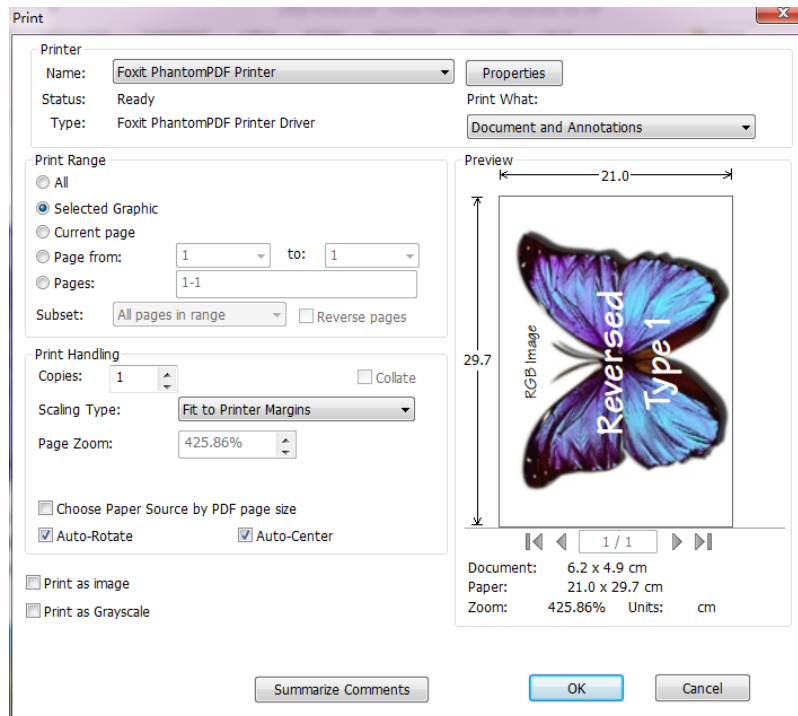 Print
Printer
Name: Foxit PhantomPDF Printer Properties
Status: Ready Print What:
Type: Foxit PhantomPDF Printer Driver Document and Annotations
Print Range
All
Selected Graphic
Current page
Page from: 1 to: 1
Pages: 1-1
Subset: All pages in range Reverse pages
Print Handling
Copies: 1 Collate
Scaling Type: Fit to Printer Margins
Page Zoom: 425.86%
Choose Paper Source by PDF page size
Auto-Rotate Auto-Center
Print as image
Print as Grayscale
Preview
21.0
29.7
RGB Image
Reversed
Type 1
1 / 1
Document: 6.2 x 4.9 cm
Paper: 21.0 x 29.7 cm
Zoom: 425.86% Units: cm
Summarize Comments OK Cancel